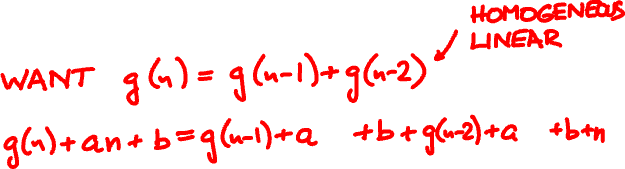 HOMOGENEOUS
LINEAR
WANT g(n) = g(n-1)+g(n-2)
g(n)+an+b=g(n-1)+a +b+g(n-2)+a +b+n